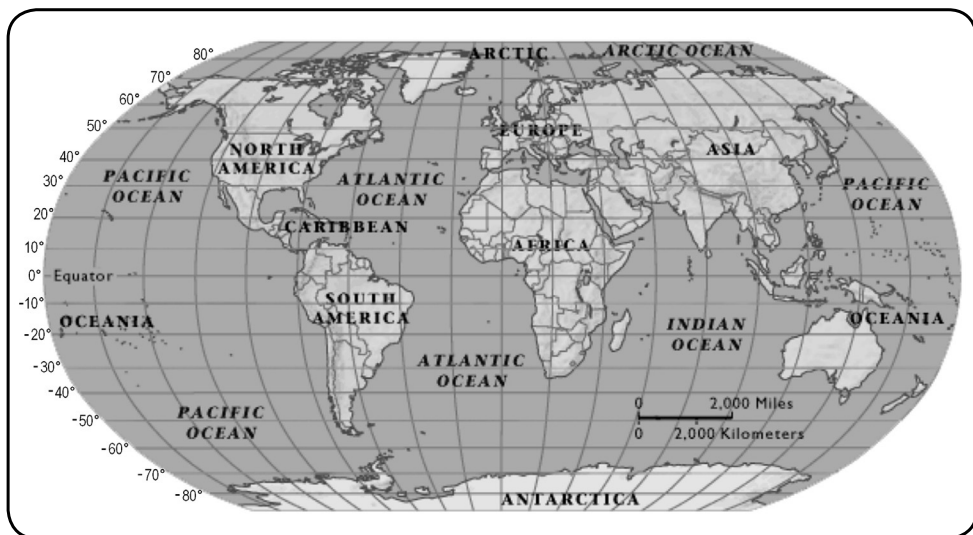 ARCTIC
ARCTIC OCEAN
80°
70°
60°
50°
40°
30°
20°
10°
0°
-10°
-20°
-30°
-40°
-50°
-60°
-70°
-80°
EUROPE
NORTH
AMERICA
ASIA
PACIFIC
OCEAN
ATLANTIC
OCEAN
PACIFIC
OCEAN
CARIBBEAN
AFRICA
Equator
SOUTH
AMERICA
OCEANIA
INDIAN
OCEAN
OCEANIA
ATLANTIC
OCEAN
PACIFIC
OCEAN
0 2,000 Miles
0 2,000 Kilometers
ANTARCTICA